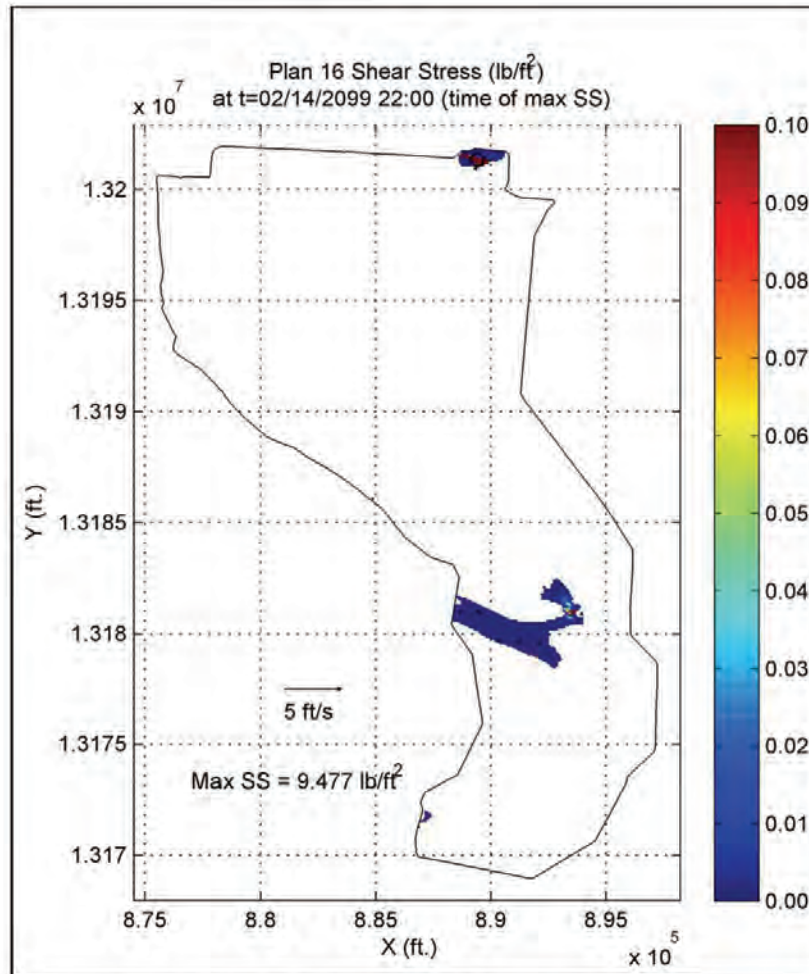 Plan 16 Shear Stress (lb/ft²)
at t=02/14/2099 22:00 (time of max SS)
x 10⁷
1.32
1.3195
1.319
1.3185
1.318
1.3175
1.317
Y (ft.)
5 ft/s
Max SS = 9.477 lb/ft²
8.75
8.8
8.85
8.9
8.95
X (ft.)
x 10⁵
0.10
0.09
0.08
0.07
0.06
0.05
0.04
0.03
0.02
0.01
0.00